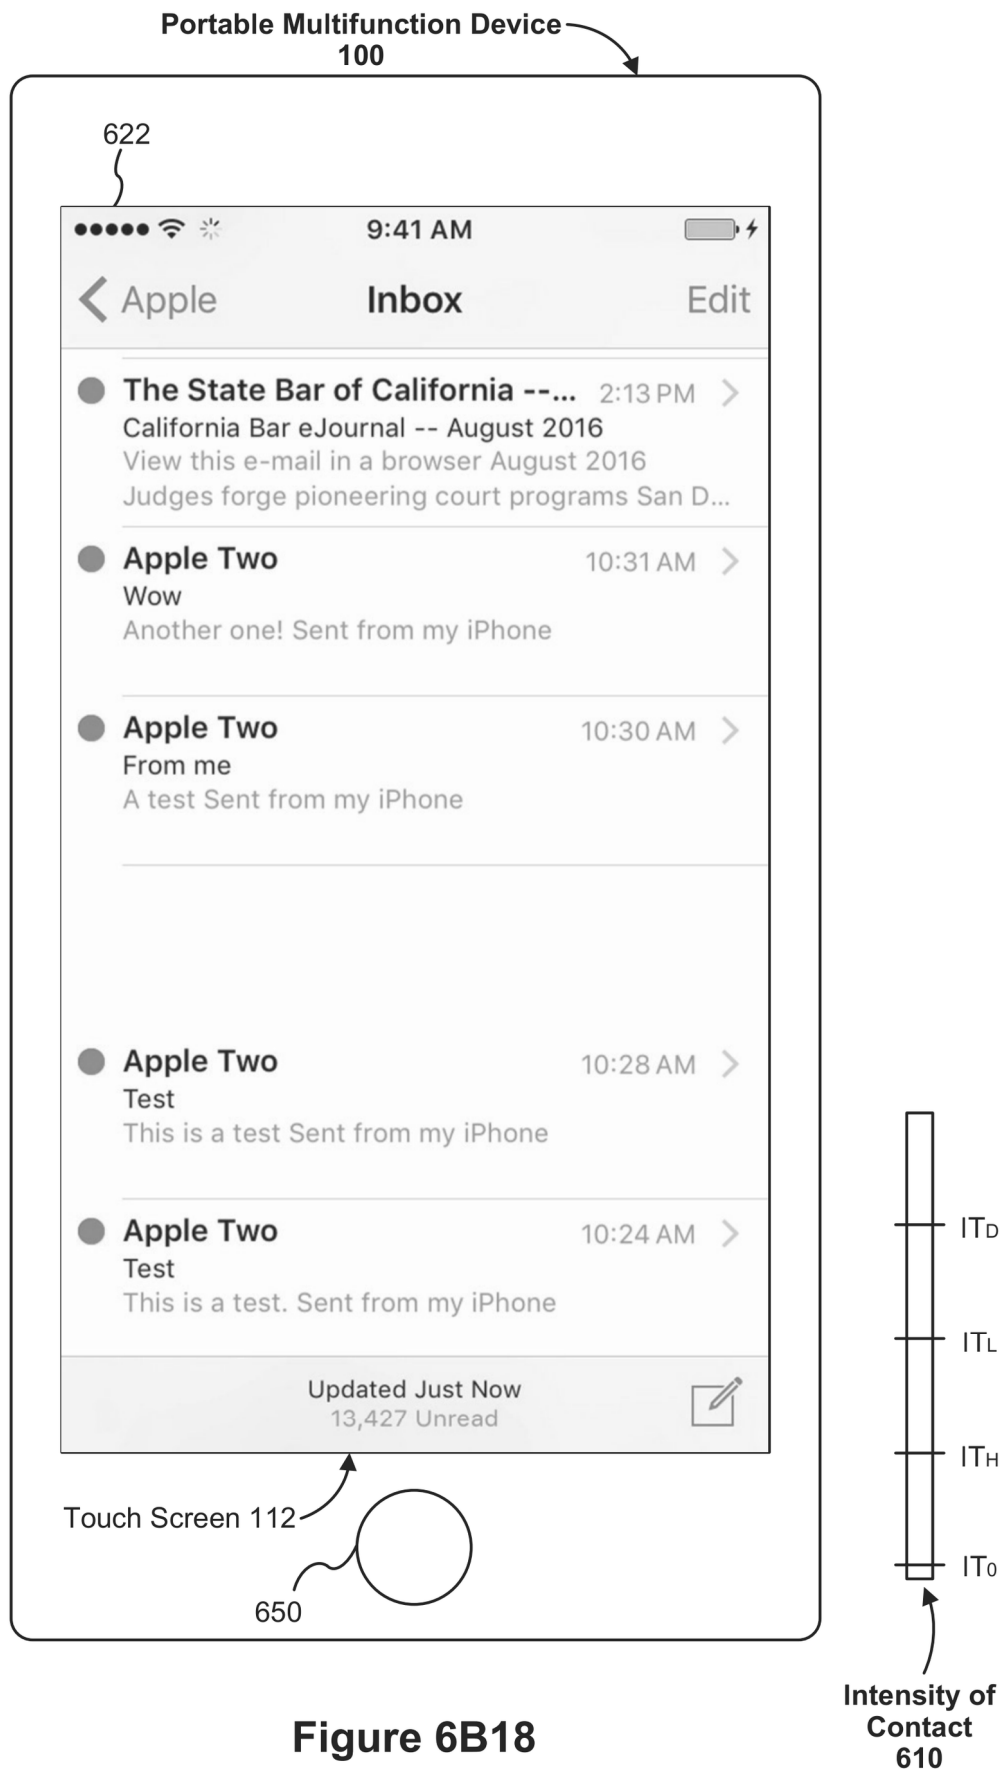 Portable Multifunction Device
100
622
9:41 AM
Apple
Inbox
Edit
The State Bar of California --... 2:13 PM
California Bar eJournal -- August 2016
View this e-mail in a browser August 2016
Judges forge pioneering court programs San D...
Apple Two 10:31 AM
Wow
Another one! Sent from my iPhone
Apple Two 10:30 AM
From me
A test Sent from my iPhone
Apple Two 10:28 AM
Test
This is a test Sent from my iPhone
Apple Two 10:24 AM
Test
This is a test. Sent from my iPhone
Updated Just Now
13,427 Unread
Touch Screen 112
650
ITD
ITL
ITH
IT0
Intensity of
Contact
610
Figure 6B18